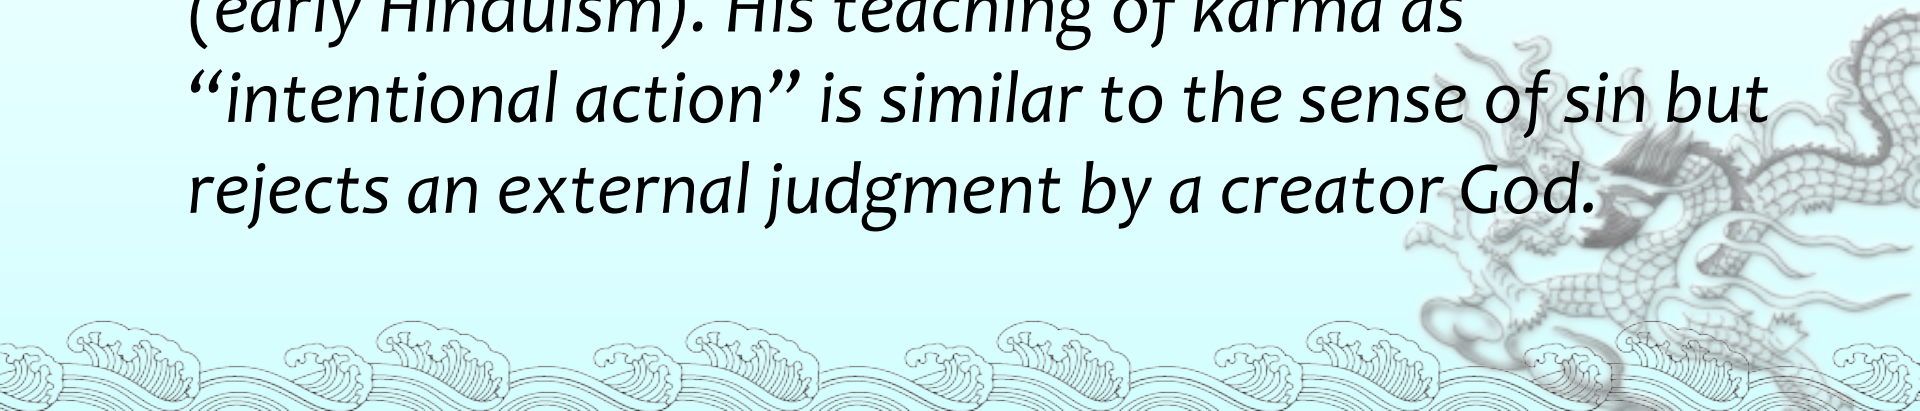 (early Hinduism). His teaching of karma as
“intentional action” is similar to the sense of sin but
rejects an external judgment by a creator God.